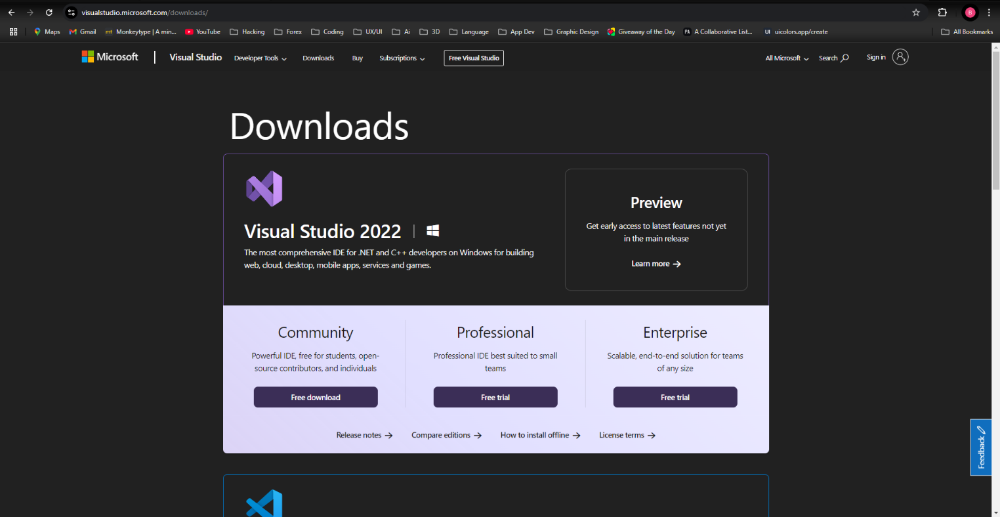 visualstudio.microsoft.com/downloads/
B
Maps Gmail mt Monkeytype | A min... YouTube Hacking Forex Coding UX/UI Ai 3D Language App Dev Graphic Design Giveaway of the Day PA A Collaborative List... UI uicolors.app/create All Bookmarks
Microsoft Visual Studio Developer Tools Downloads Buy Subscriptions Free Visual Studio All Microsoft Search Sign in
Downloads
Visual Studio 2022
The most comprehensive IDE for .NET and C++ developers on Windows for building
web, cloud, desktop, mobile apps, services and games.
Preview
Get early access to latest features not yet
in the main release
Learn more
Community
Powerful IDE, free for students, open-
source contributors, and individuals
Free download
Professional
Professional IDE best suited to small
teams
Free trial
Enterprise
Scalable, end-to-end solution for teams
of any size
Free trial
Release notes Compare editions How to install offline License terms
Feedback